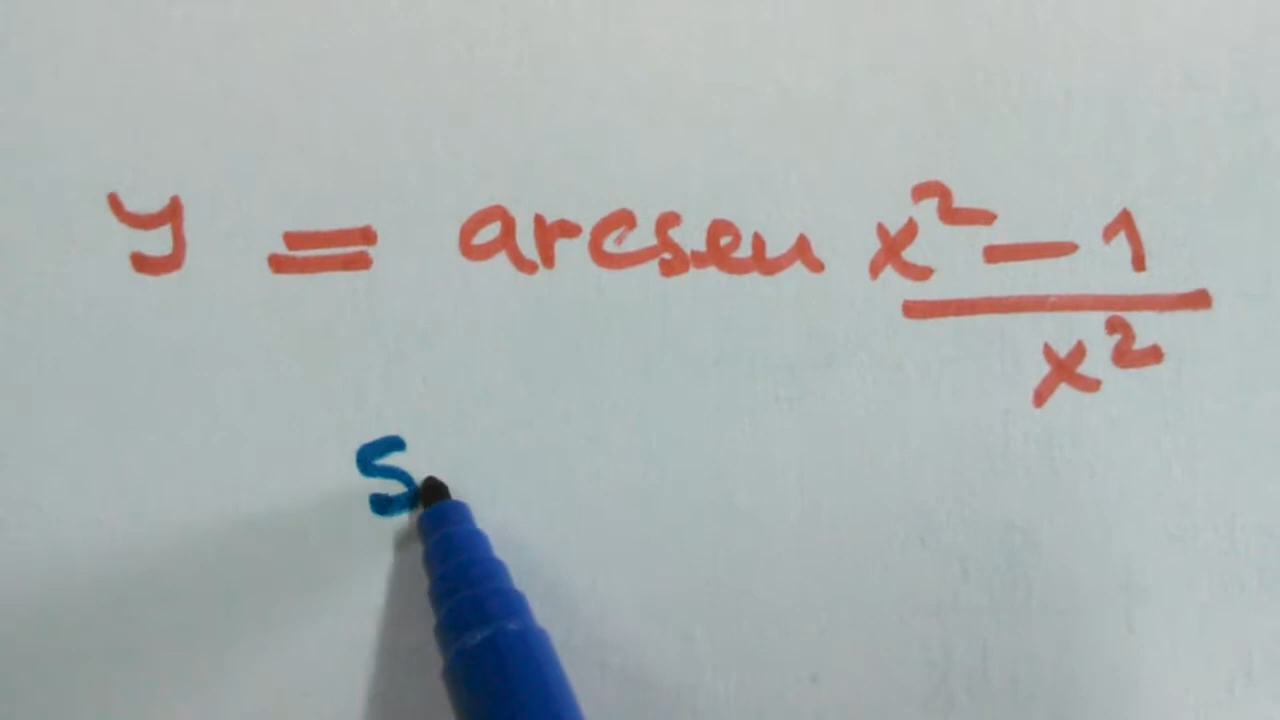 y = arcsen x² − 1
x²
s